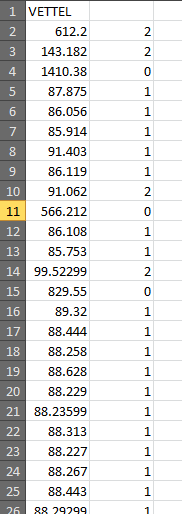 1 VETTEL
2 612.2 2
3 143.182 2
4 1410.38 0
5 87.875 1
6 86.056 1
7 85.914 1
8 91.403 1
9 86.119 1
10 91.062 2
11 566.212 0
12 86.108 1
13 85.753 1
14 99.52299 2
15 829.55 0
16 89.32 1
17 88.444 1
18 88.258 1
19 88.628 1
20 88.229 1
21 88.23599 1
22 88.313 1
23 88.227 1
24 88.267 1
25 88.443 1
26 88.29299 1